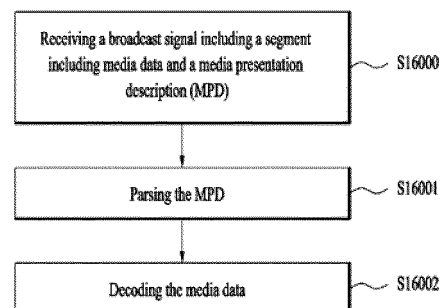 Receiving a broadcast signal including a segment
including media data and a media presentation
description (MPD)
S16000
Parsing the MPD
S16001
Decoding the media data
S16002